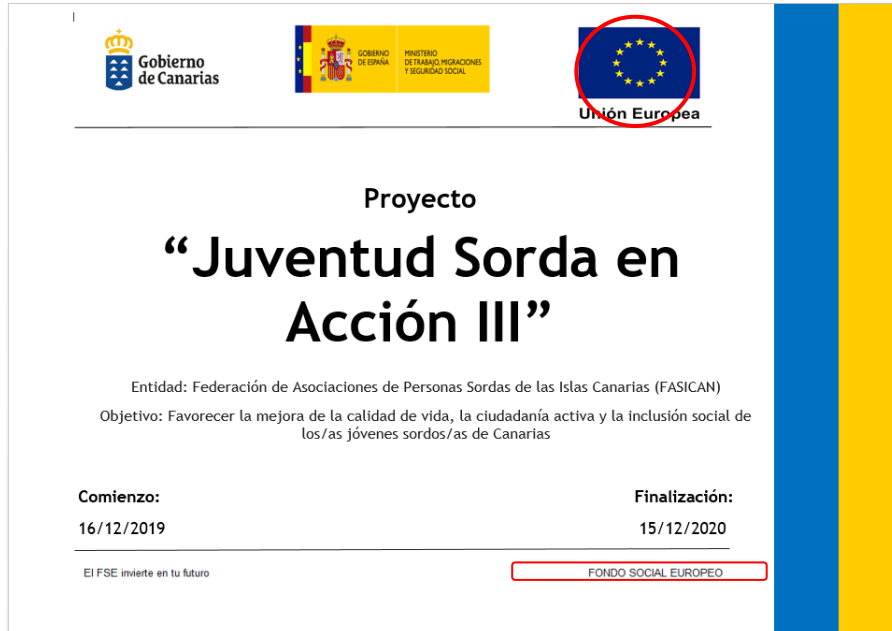 Gobierno
de Canarias
GOBIERNO
DE ESPAÑA
MINISTERIO
DE TRABAJO, MIGRACIONES
Y SEGURIDAD SOCIAL
Unión Europea
Proyecto
“Juventud Sorda en
Acción III”
Entidad: Federación de Asociaciones de Personas Sordas de las Islas Canarias (FASICAN)
Objetivo: Favorecer la mejora de la calidad de vida, la ciudadanía activa y la inclusión social de
los/as jóvenes sordos/as de Canarias
Comienzo:
Finalización:
16/12/2019
15/12/2020
El FSE invierte en tu futuro
FONDO SOCIAL EUROPEO